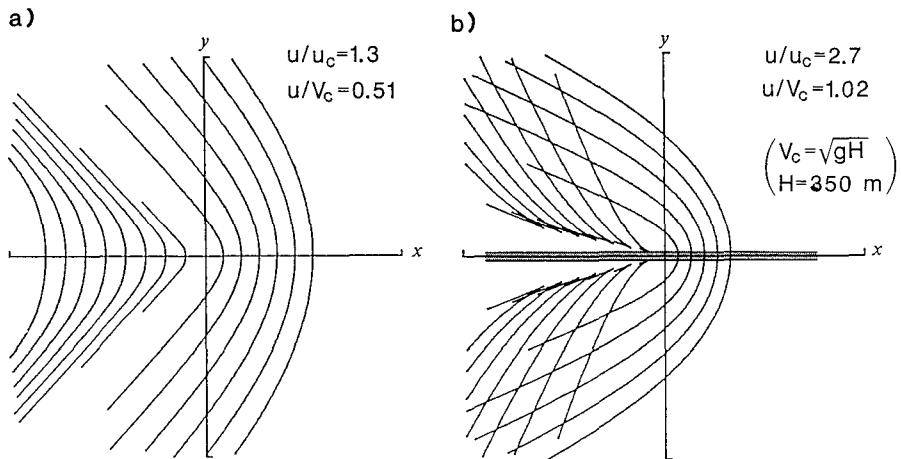 a)
y
u/u_c=1.3
u/V_c=0.51
x
b)
y
u/u_c=2.7
u/V_c=1.02
(V_c=√gH
H=350 m)
x